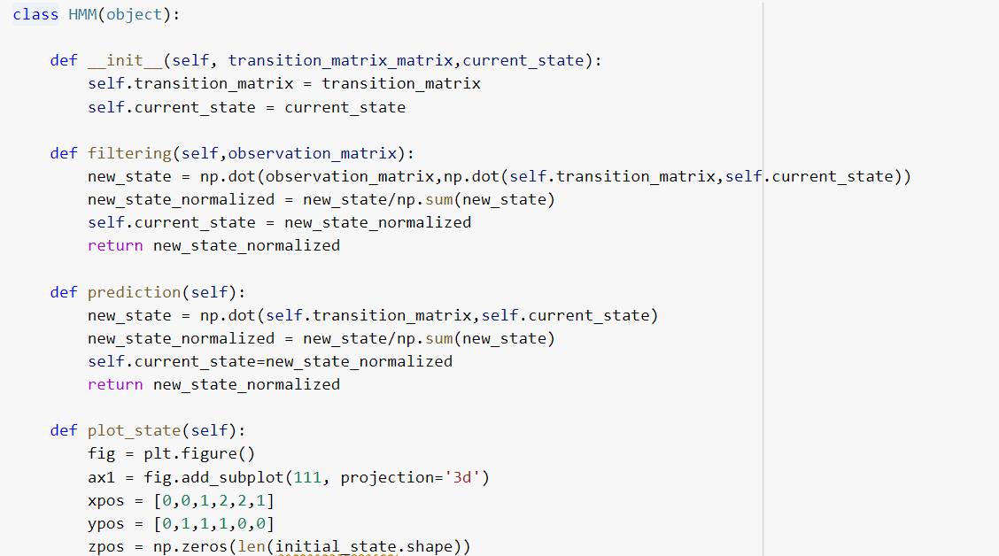 class HMM(object):
    def __init__(self, transition_matrix_matrix,current_state):
        self.transition_matrix = transition_matrix
        self.current_state = current_state
    def filtering(self,observation_matrix):
        new_state = np.dot(observation_matrix,np.dot(self.transition_matrix,self.current_state))
        new_state_normalized = new_state/np.sum(new_state)
        self.current_state = new_state_normalized
        return new_state_normalized
    def prediction(self):
        new_state = np.dot(self.transition_matrix,self.current_state)
        new_state_normalized = new_state/np.sum(new_state)
        self.current_state=new_state_normalized
        return new_state_normalized
    def plot_state(self):
        fig = plt.figure()
        ax1 = fig.add_subplot(111, projection='3d')
        xpos = [0,0,1,2,2,1]
        ypos = [0,1,1,1,0,0]
        zpos = np.zeros(len(initial_state.shape))